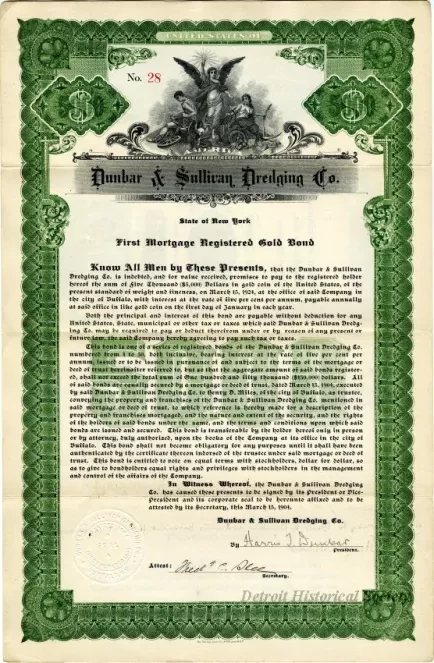 UNITED STATES OF
AMERICA
No. 28
Dunbar & Sullivan Dredging Co.
State of New York
First Mortgage Registered Gold Bond
Know All Men by These Presents, that the Dunbar & Sullivan
Dredging Co. is indebted, and for value received, promises to pay to the registered holder
hereof the sum of Five Thousand ($5,000) Dollars in gold coin of the United States, of the
present standard of weight and fineness, on March 15, 1924, at the office of said Company in
the city of Buffalo, with interest at the rate of five per cent per annum, payable annually
at said office in like gold coin on the first day of January in each year.
Both the principal and interest of this bond are payable without deduction for any
United States, State, municipal or other tax or taxes which said Dunbar & Sullivan Dredg-
ing Co. may be required to pay or deduct therefrom under or by reason of any present or
future law, the said Company hereby agreeing to pay such tax or taxes.
This bond is one of a series of registered bonds of the Dunbar & Sullivan Dredging Co.
numbered from 1 to 30, both inclusive, bearing interest at the rate of five per cent per
annum, issued or to be issued in pursuance of and subject to the terms of the mortgage or
deed of trust hereinafter referred to, but so that the aggregate amount of said bonds register-
ed, shall not exceed the total sum of One hundred and fifty thousand ($150,000) dollars. All
of said bonds are equally secured by a mortgage or deed of trust, dated March 15, 1904, executed
by said Dunbar & Sullivan Dredging Co. to Henry D. Miles, of the city of Buffalo, as trustee,
conveying the property and franchises of the Dunbar & Sullivan Dredging Co. mentioned in
said mortgage or deed of trust, to which reference is hereby made for a description of the
property and franchises mortgaged, and the nature and extent of the security, and the rights
of the holders of said bonds under the same, and the terms and conditions upon which said
bonds are issued and secured. This bond is transferable by the holder hereof only in person
or by attorney, duly authorized, upon the books of the Company at its office in the city of
Buffalo. This bond shall not become obligatory for any purposes until it shall have been
authenticated by the certificate thereon indorsed of the trustee under said mortgage or deed of
trust. This bond is entitled to vote on equal terms with stockholders, dollar for dollar, so
as to give to bondholders equal rights and privileges with stockholders in the management
and control of the affairs of the Company.
In Witness Whereof, the Dunbar & Sullivan Dredging
Co. has caused these presents to be signed by its President or Vice-
President and its corporate seal to be hereunto affixed and to be
attested by its Secretary, this March 15, 1904.
Dunbar & Sullivan Dredging Co.
By Harris T. Dunbar
President.
Attest:
Secretary.
Detroit Historical Society